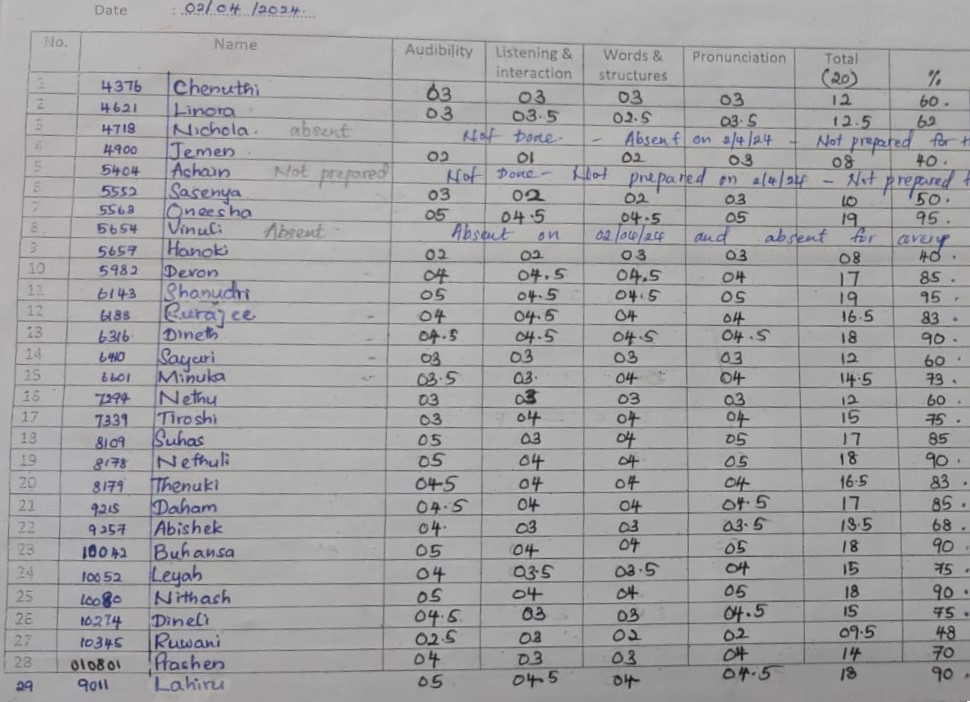 Date : 02/04/2024
No. Name Audibility Listening & interaction Words & structures Pronunciation Total (20) %
1 4376 Chenuthi 03 03 03 03 12 60.
2 4621 Linora 03 03.5 02.5 03.5 12.5 62
3 4718 Nichola. absent Not Done - Absent on 2/4/24 - Not prepared for
4 4900 Jemen 02 01 02 03 08 40.
5 5404 Ashain Not prepared Not Done - Not prepared on 2/4/24 - Not prepared
6 5552 Sasenya 03 02 02 03 10 50.
7 5563 Oneesha 05 04.5 04.5 05 19 95.
8. 5654 Vinuli Absent Absent on 02/04/24 and absent for
9 5657 Hanoki 02 02 03 03 08 40.
10 5982 Devon 04 04.5 04.5 04 17 85.
11 6143 Shanudri 05 04.5 04.5 05 19 95.
12 6188 04 04.5 04 04 16.5 83.
13 6316 Dineth 04.5 04.5 04.5 04.5 18 90.
14 6410 Sayuri - 03 03 03 03 12 60
15 6601 Minuka - 03.5 03. 04 04 14.5 73.
16 7294 Nethu 03 03 03 03 12 60
17 7339 Tiroshi 03 04 04 04 15 75.
18 8109 Suhas 05 03 04 05 17 85
19 8178 Nethuli 05 04 04 05 18 90.
20 8179 Thenuki 04.5 04 04 04 16.5 83.
21 9215 Daham 04.5 04 04 04.5 17 85.
22 9257 Abishek 04. 03 03 03.5 13.5 68.
23 10042 Buhansa 05 04 04 05 18 90
24 10052 Leyah 04 03.5 03.5 04 15 75.
25 10080 Nithash 05 04 04 05 18 90.
26 10274 Dineli 04.5 03 03 04.5 15 75.
27 10345 Ruwani 02.5 03 02 02 09.5 48
28 010801 Prashen 04 03 03 04 14 70
29 9011 Lahiru 05 04.5 04 04.5 18 90.